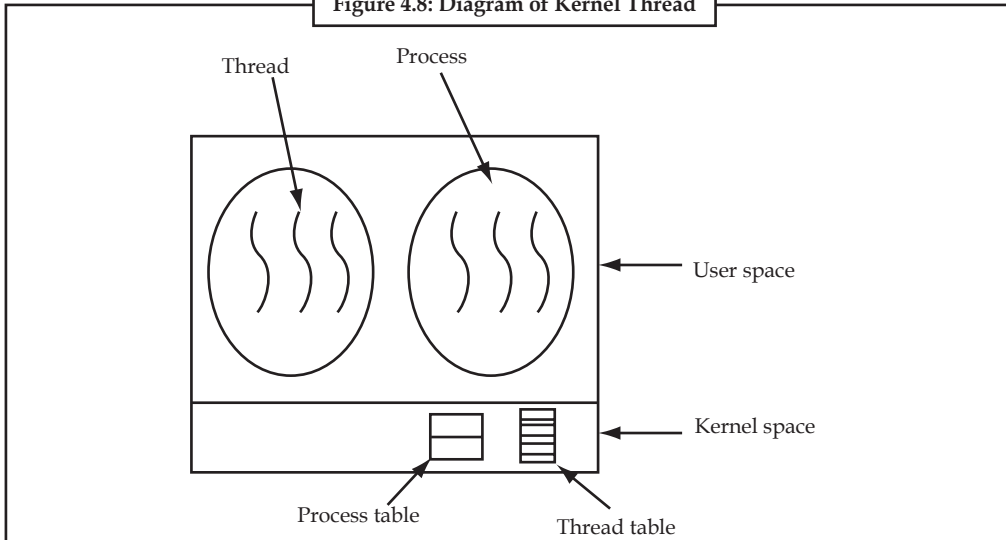 Figure 4.8: Diagram of Kernel Thread
Process
Thread
User space
Kernel space
Process table
Thread table